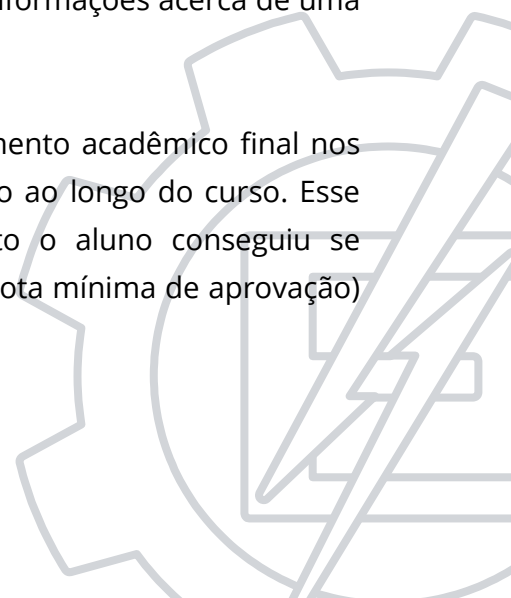 formações acerca de uma
mento acadêmico final nos
o ao longo do curso. Esse
to o aluno conseguiu se
ota mínima de aprovação)